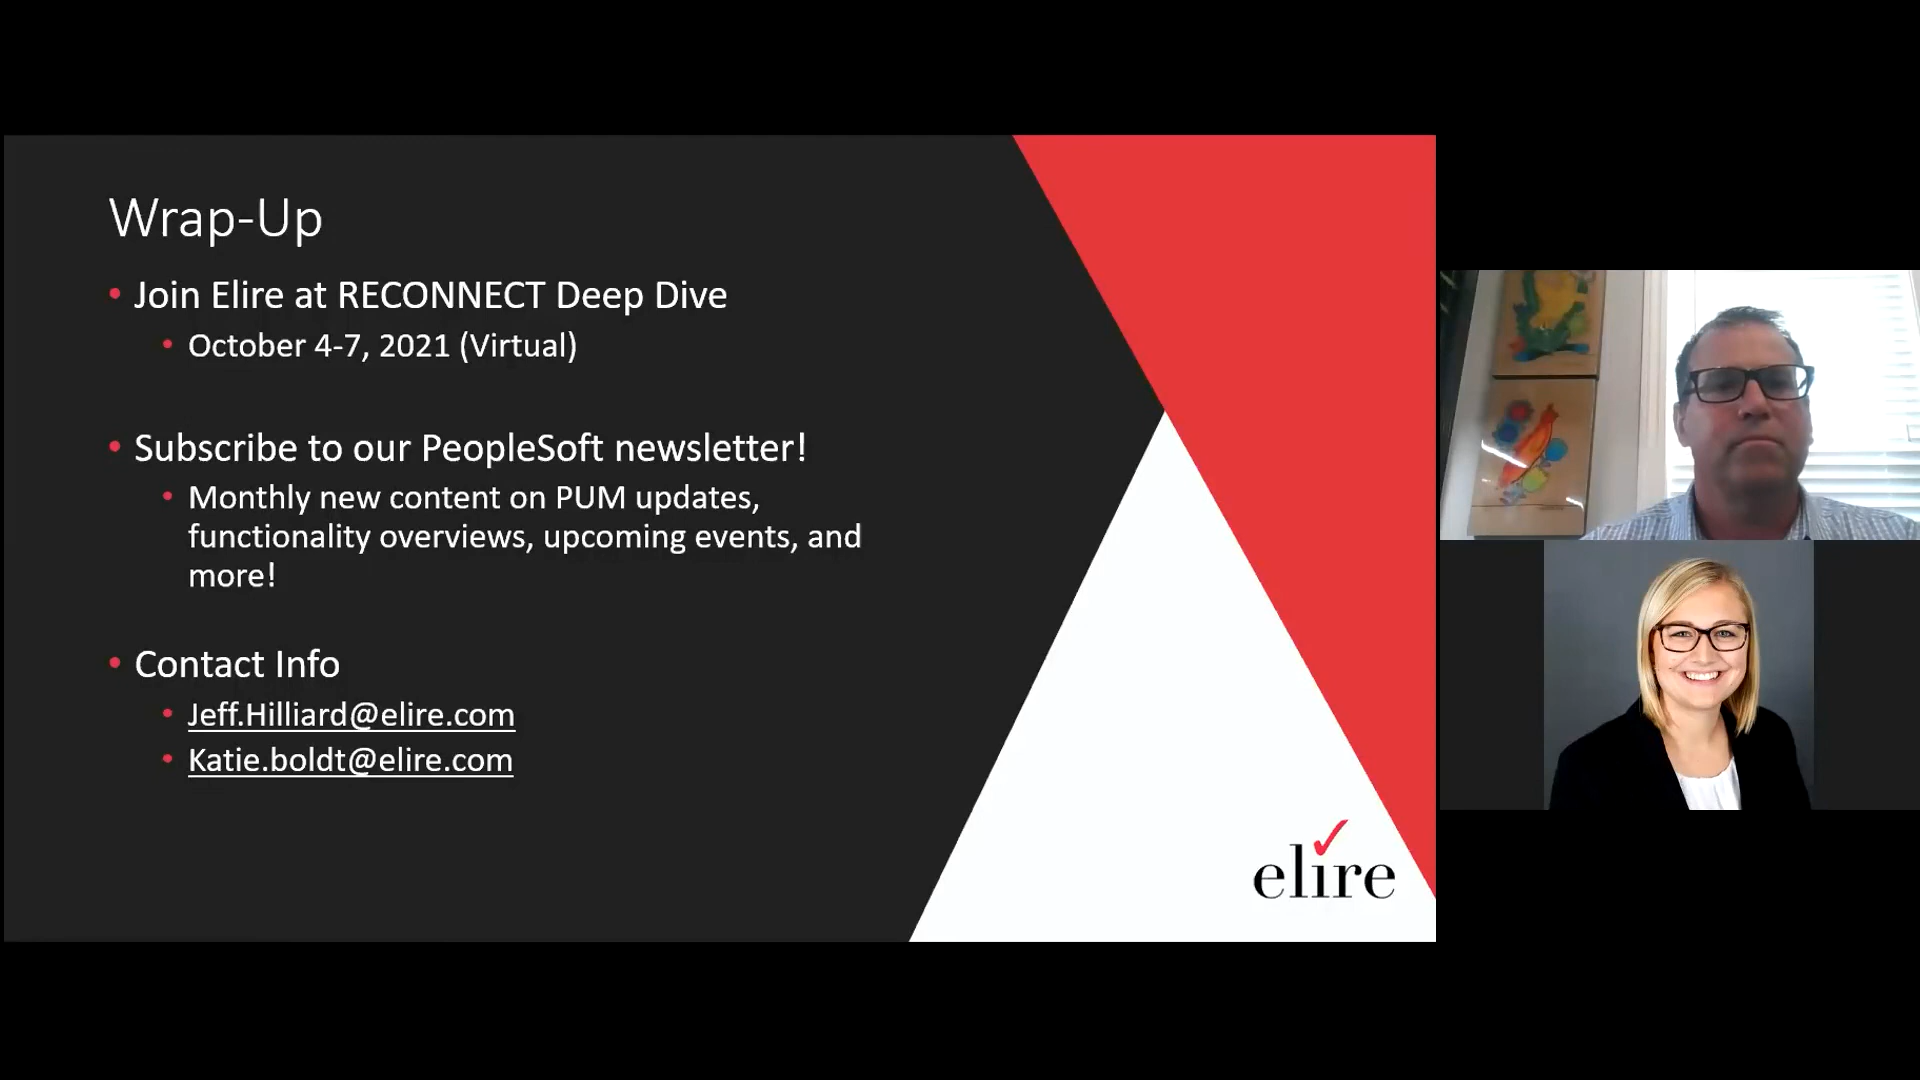 Wrap-Up
• Join Elire at RECONNECT Deep Dive
• October 4-7, 2021 (Virtual)
• Subscribe to our PeopleSoft newsletter!
• Monthly new content on PUM updates,
functionality overviews, upcoming events, and
more!
• Contact Info
• Jeff.Hilliard@elire.com
• Katie.boldt@elire.com
elire